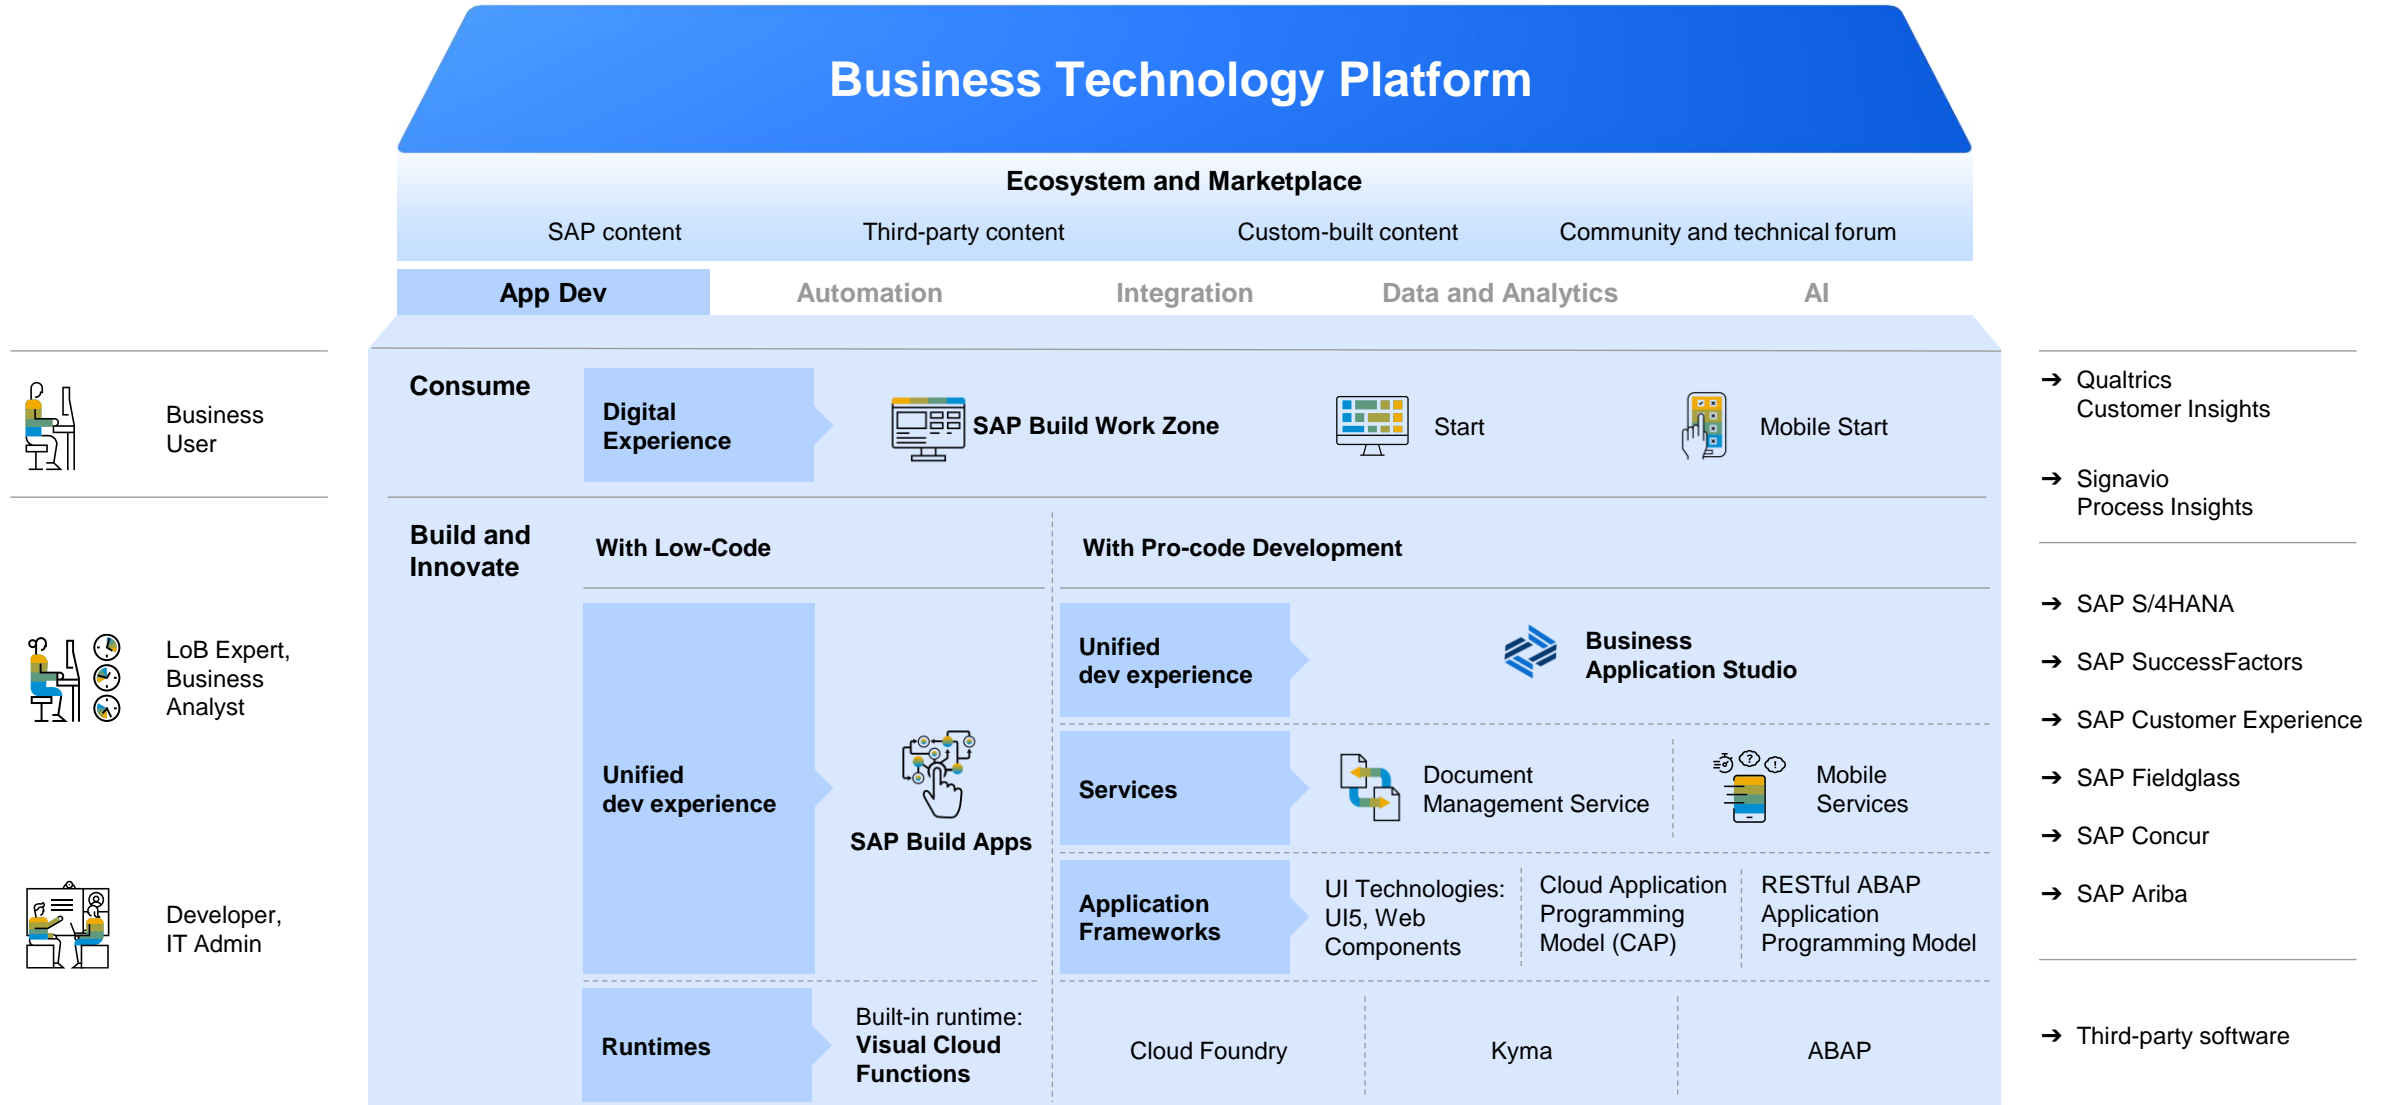 Business Technology Platform
Ecosystem and Marketplace
SAP content
Third-party content
Custom-built content
Community and technical forum
App Dev
Automation
Integration
Data and Analytics
AI
Business
User
LoB Expert,
Business
Analyst
Developer,
IT Admin
Consume
Digital
Experience
SAP Build Work Zone
Start
Mobile Start
Build and
Innovate
With Low-Code
Unified
dev experience
SAP Build Apps
Runtimes
Built-in runtime:
Visual Cloud
Functions
With Pro-code Development
Unified
dev experience
Business
Application Studio
Services
Document
Management Service
Mobile
Services
Application
Frameworks
UI Technologies:
UI5, Web
Components
Cloud Application
Programming
Model (CAP)
RESTful ABAP
Application
Programming Model
Cloud Foundry
Kyma
ABAP
➔ Qualtrics
Customer Insights
➔ Signavio
Process Insights
➔ SAP S/4HANA
➔ SAP SuccessFactors
➔ SAP Customer Experience
➔ SAP Fieldglass
➔ SAP Concur
➔ SAP Ariba
➔ Third-party software